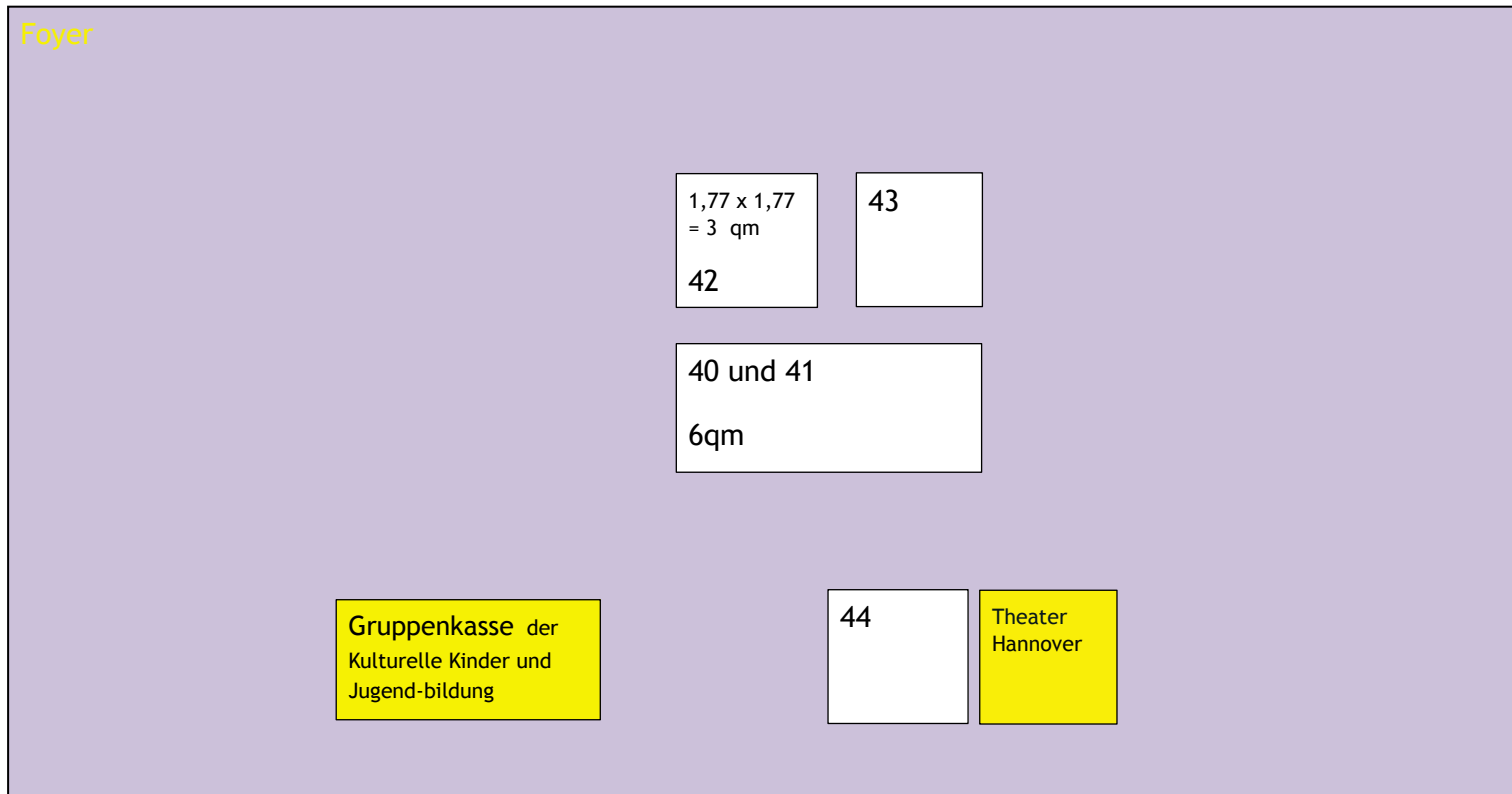 Foyer
1,77 x 1,77
= 3 qm
42
43
40 und 41
6qm
Gruppenkasse der
Kulturelle Kinder und
Jugend-bildung
44
Theater
Hannover